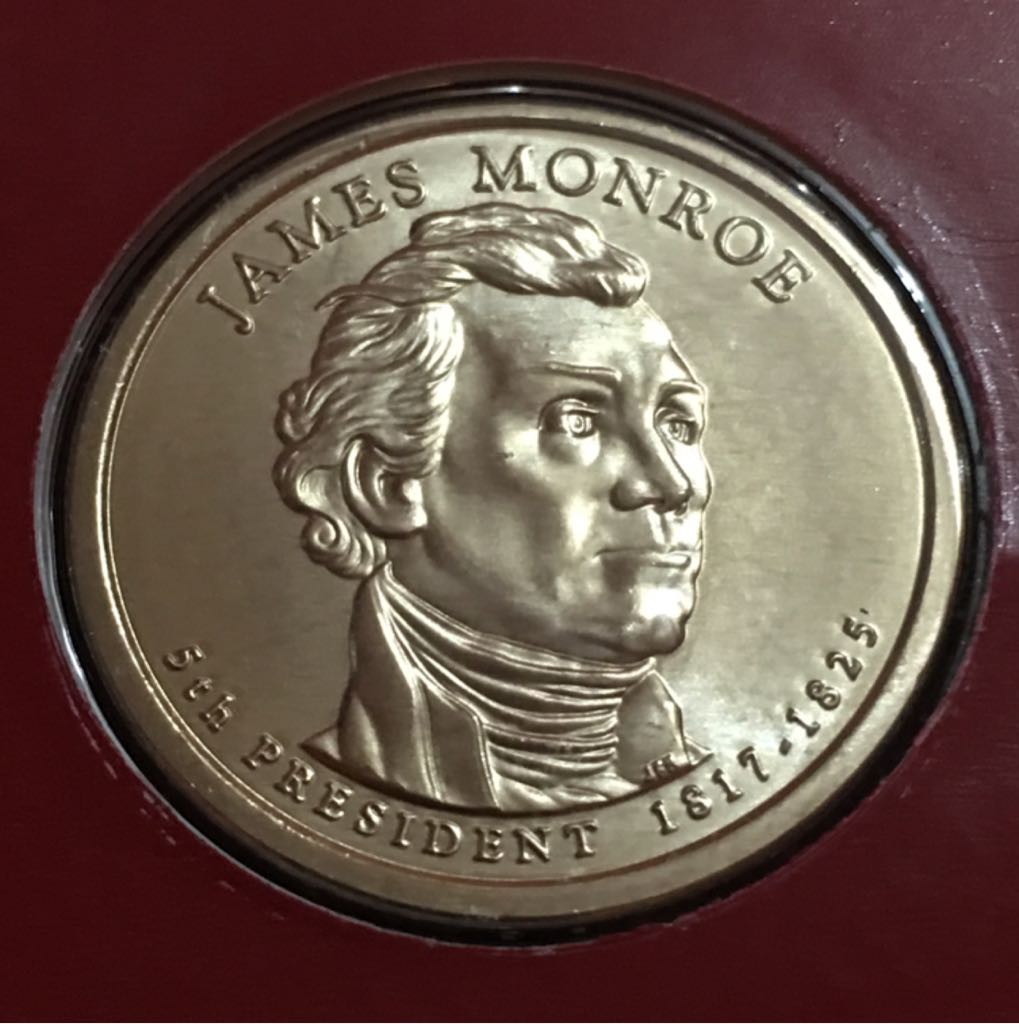 JAMES MONROE
5th PRESIDENT 1817-1825